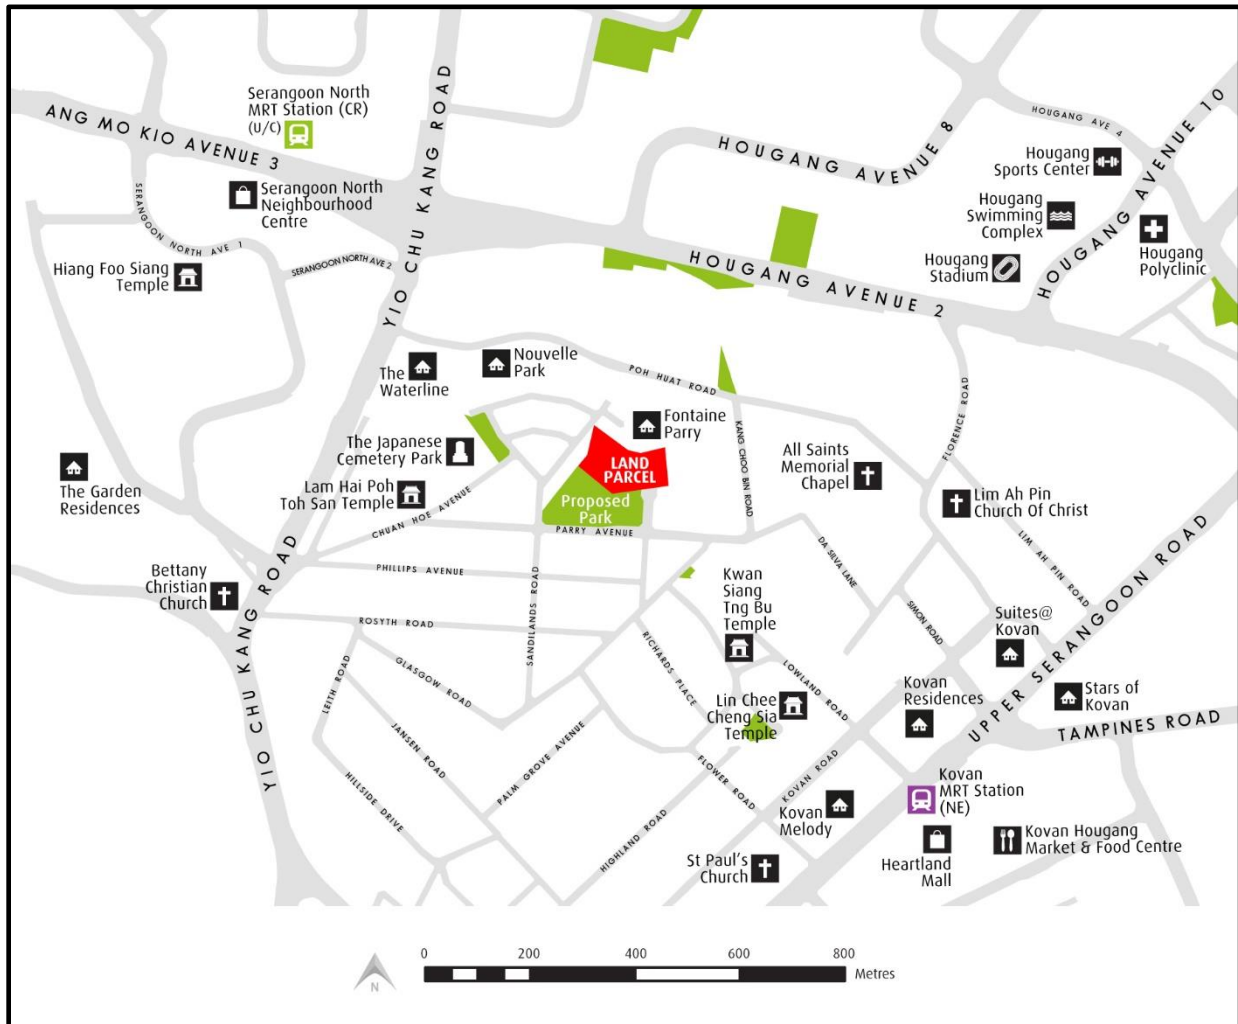 Serangoon North
MRT Station (CR)
(U/C)
ANG MO KIO AVENUE 3
YIO CHU KANG ROAD
HOUGANG AVENUE 8
HOUGANG AVE 4
HOUGANG AVENUE 10
Hougang
Sports Center
Hougang
Swimming
Complex
Hougang
Stadium
Hougang
Polyclinic
Serangoon North
Neighbourhood
Centre
SERANGOON NORTH AVE 1
SERANGOON NORTH AVE 2
Hiang Foo Siang
Temple
HOUGANG AVENUE 2
The
Waterline
Nouvelle
Park
POH HUAT ROAD
Fontaine
Parry
KANG CHOO BIN ROAD
FLORENCE ROAD
The Japanese
Cemetery Park
LAND
PARCEL
All Saints
Memorial
Chapel
The Garden
Residences
Lam Hai Poh
Toh San Temple
CHUAN HOE AVENUE
Proposed
Park
PARRY AVENUE
Lim Ah Pin
Church Of Christ
LIM AH PIN ROAD
DA SILVA LANE
SIMON ROAD
Bettany
Christian
Church
PHILLIPS AVENUE
ROSYTH ROAD
SANDILANDS ROAD
Kwan
Siang
Tng Bu
Temple
Suites@
Kovan
UPPER SERANGOON ROAD
YIO CHU KANG ROAD
LEITH ROAD
GLASGOW ROAD
RICHARDS PLACE
LOWLAND ROAD
Kovan
Residences
Stars of
Kovan
TAMPINES ROAD
Lin Chee
Cheng Sia
Temple
JANSEN ROAD
PALM GROVE AVENUE
HILLSIDE DRIVE
FLOWER ROAD
KOVAN ROAD
HIGHLAND ROAD
Kovan
Melody
Kovan
MRT Station
(NE)
St Paul's
Church
Heartland
Mall
Kovan Hougang
Market & Food Centre
N
0 200 400 600 800
Metres